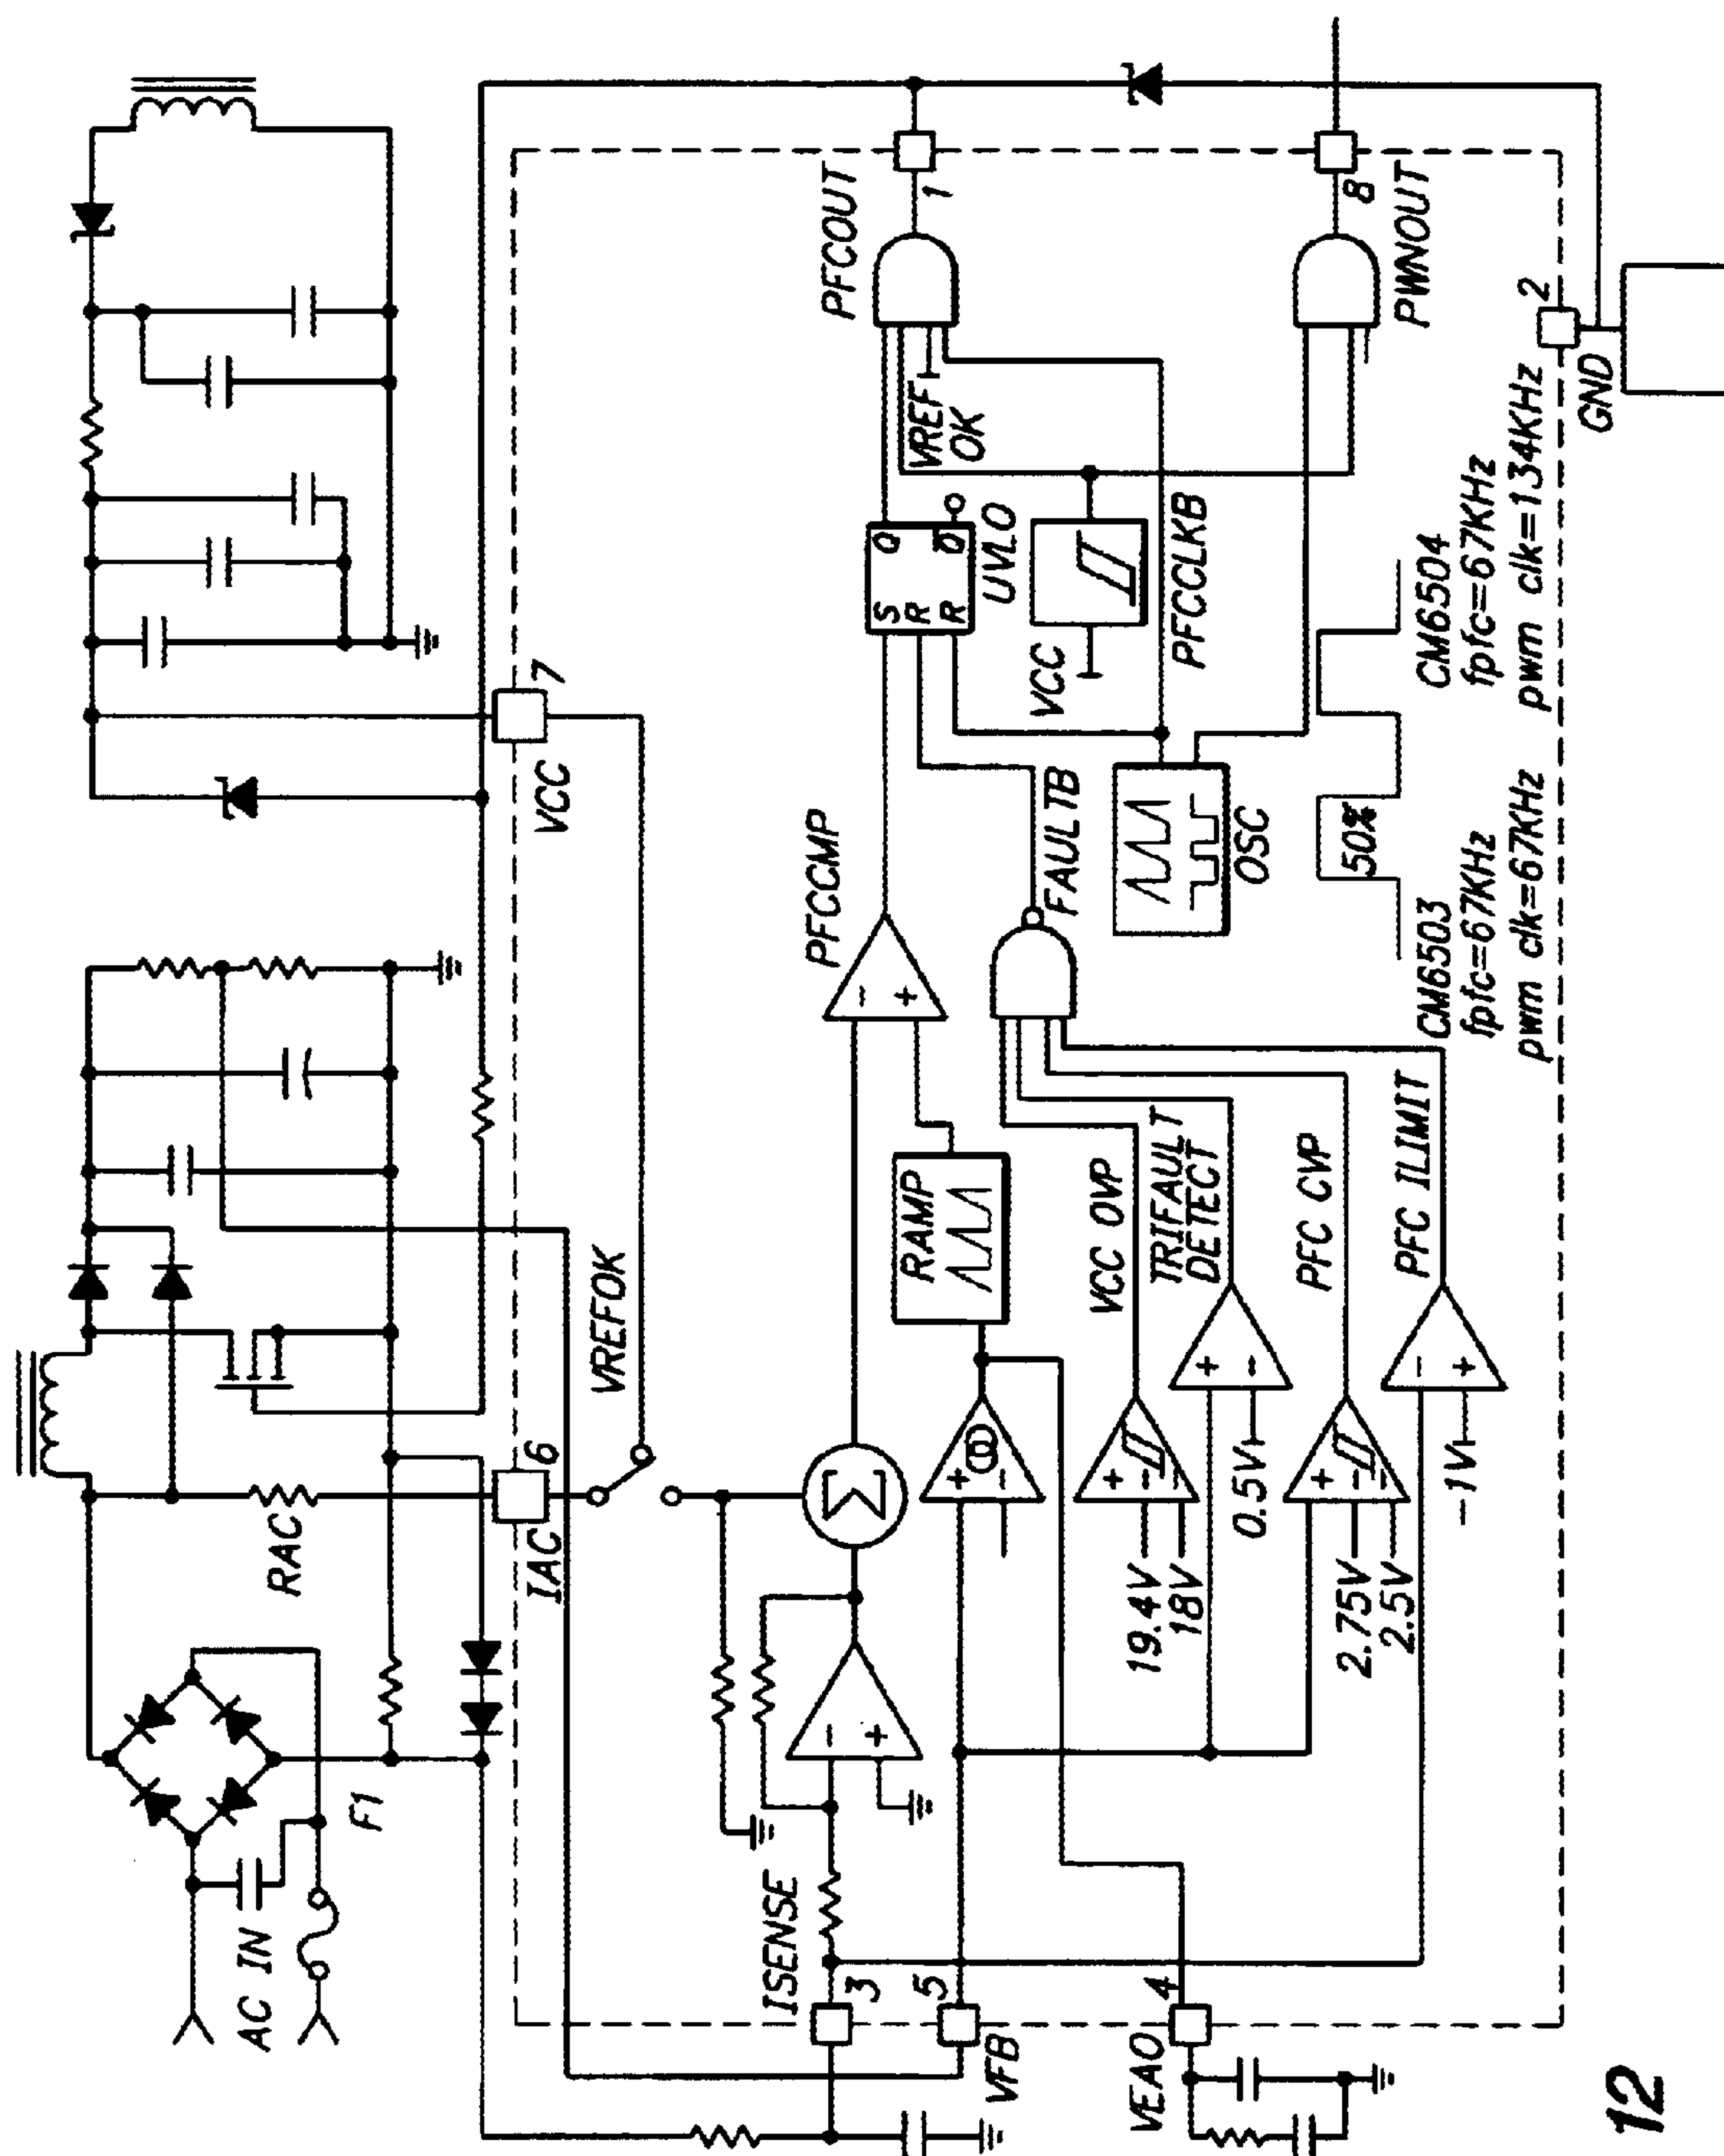 AC IN
F1
RAC
IAC
6
VREFOK
VCC
7
ISENSE
3
5
VFB
VEAO
4
PFCCMP
RAMP
VCC OVP
19.4V
18V
TRIFAULT
DETECT
0.5V
PFC CVP
2.75V
2.5V
PFC ILIMIT
-1V
FAULTB
OSC
S
R
R
Q
Q
UVLO
VREF
OK
VCC
PFCCLKB
PFCOUT
1
PWNOUT
8
GND
2
50%
CM6503
fpfc=67KHz
pwm clk=67KHz
CM6504
fpfc=67KHz
pwm clk=134KHz
12